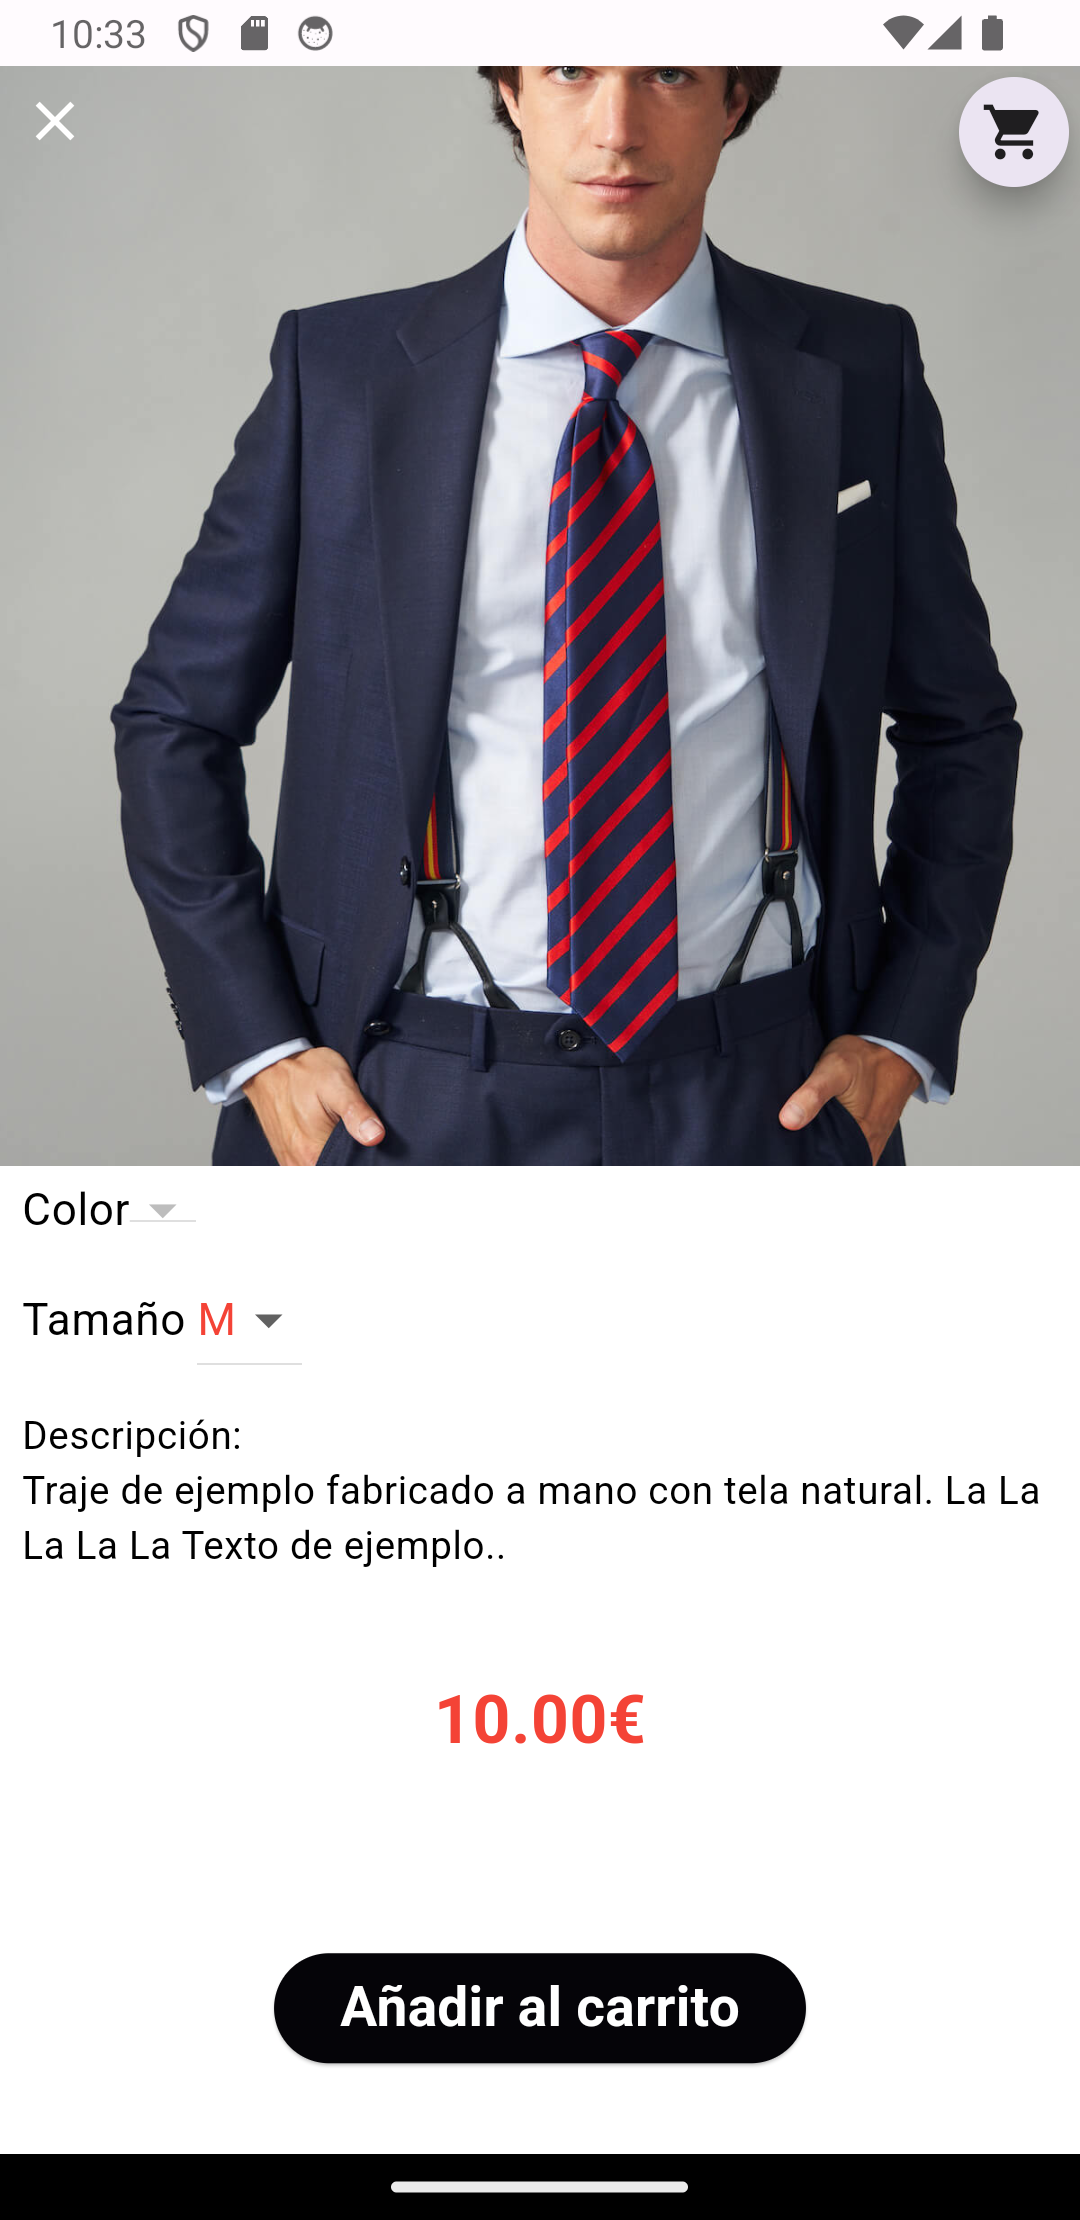 10:33
Color
Tamaño M
Descripción:
Traje de ejemplo fabricado a mano con tela natural. La La
La La La Texto de ejemplo..
10.00€
Añadir al carrito